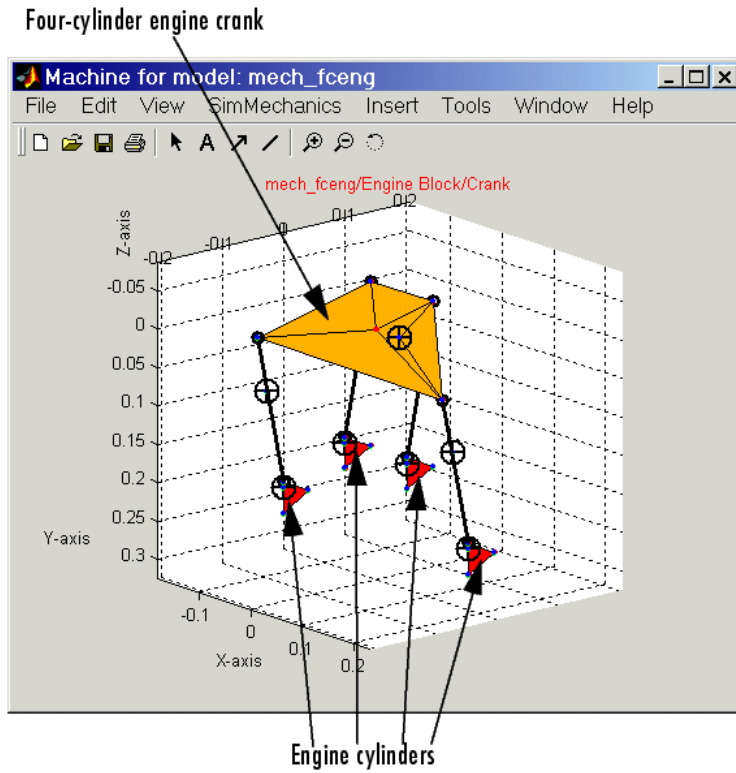 Four-cylinder engine crank
Machine for model: mech_fceng
File Edit View SimMechanics Insert Tools Window Help
A
mech_fceng/Engine Block/Crank
Z-axis
-0.2 -0.1 0 0.1 0.2
-0.05
0
0.05
0.1
0.15
0.2
0.25
0.3
Y-axis
-0.1
0
0.1
0.2
X-axis
Engine cylinders